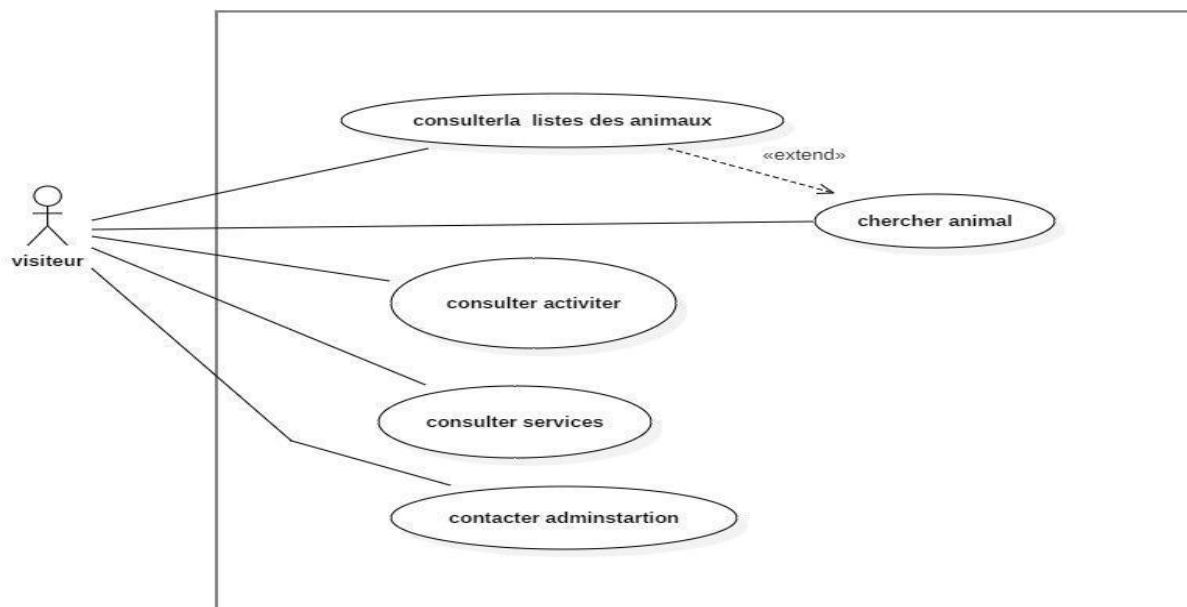 consulterla listes des animaux
«extend»
chercher animal
visiteur
consulter activiter
consulter services
contacter adminstartion